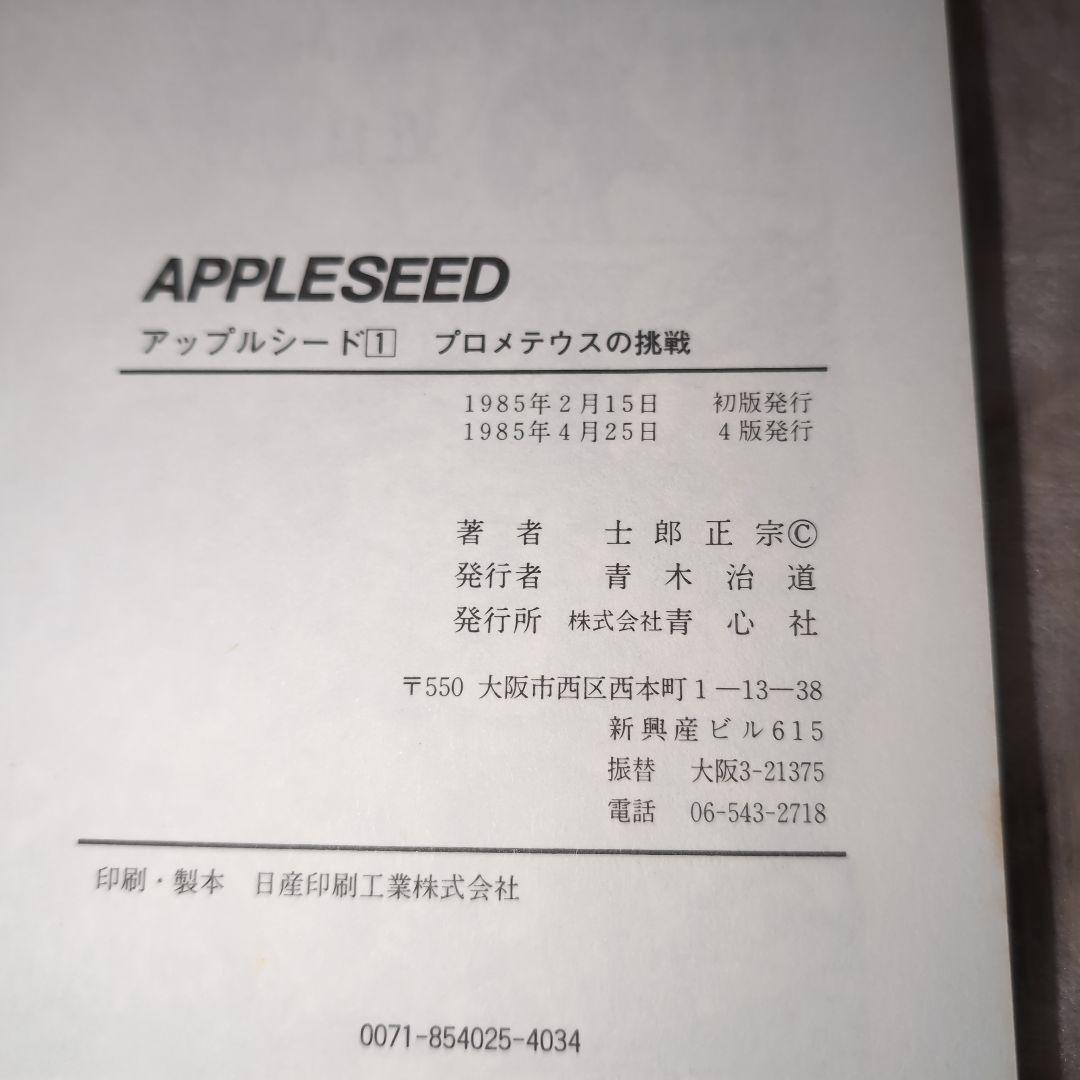 APPLESEED
アップルシード1 プロメテウスの挑戦
1985年2月15日 初版発行
1985年4月25日 4版発行
著者 士郎正宗©
発行者 青木治道
発行所 株式会社青心社
〒550 大阪市西区西本町1―13―38
新興産ビル615
振替 大阪3-21375
電話 06-543-2718
印刷・製本 日産印刷工業株式会社
0071-854025-4034